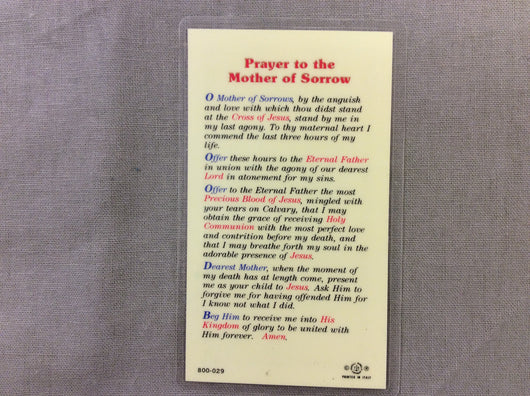 Prayer to the
Mother of Sorrow
O Mother of Sorrows, by the anguish
and love with which thou didst stand
at the Cross of Jesus, stand by me in
my last agony. To thy maternal heart I
commend the last three hours of my
life.
Offer these hours to the Eternal Father
in union with the agony of our dearest
Lord in atonement for my sins.
Offer to the Eternal Father the most
Precious Blood of Jesus, mingled with
your tears on Calvary, that I may
obtain the grace of receiving Holy
Communion with the most perfect love
and contrition before my death, and
that I may breathe forth my soul in the
adorable presence of Jesus.
Dearest Mother, when the moment of
my death has at length come, present
me as your child to Jesus. Ask Him to
forgive me for having offended Him for
I know not what I did.
Beg Him to receive me into His
Kingdom of glory to be united with
Him forever. Amen.
800-029
© ®
PRINTED IN ITALY